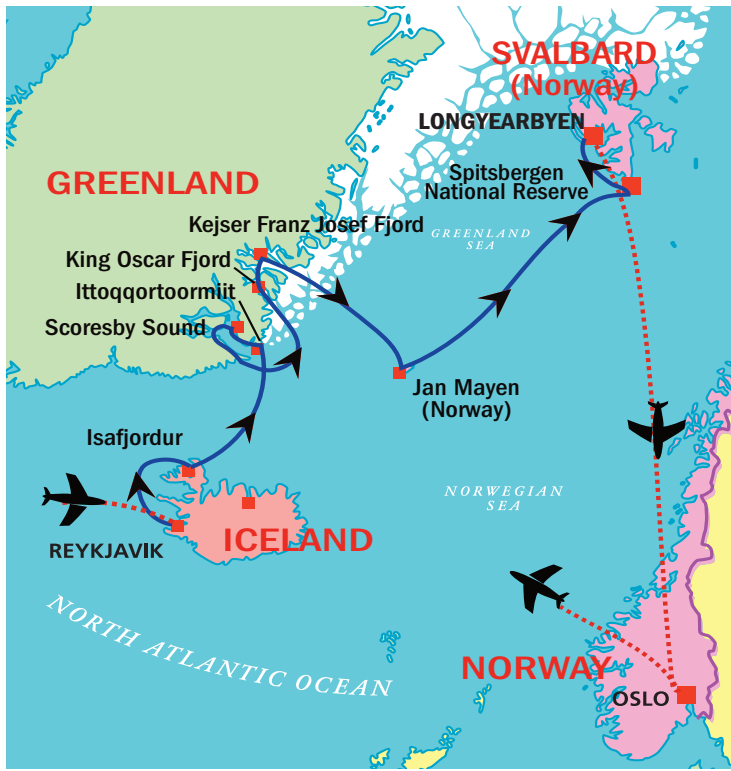 SVALBARD
(Norway)
LONGYEARBYEN
Spitsbergen
National Reserve
GREENLAND
Kejser Franz Josef Fjord
GREENLAND
SEA
King Oscar Fjord
Ittoqqortoormiit
Scoresby Sound
Jan Mayen
(Norway)
Isafjordur
NORWEGIAN
SEA
REYKJAVIK
ICELAND
NORTH ATLANTIC OCEAN
NORWAY
OSLO